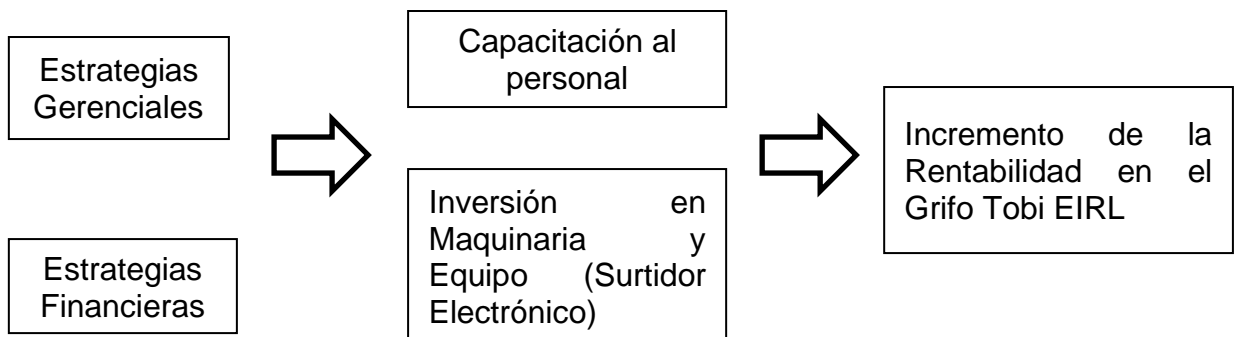 Estrategias
Gerenciales
Estrategias
Financieras
Capacitación al
personal
Inversión en
Maquinaria y
Equipo (Surtidor
Electrónico)
Incremento de la
Rentabilidad en el
Grifo Tobi EIRL